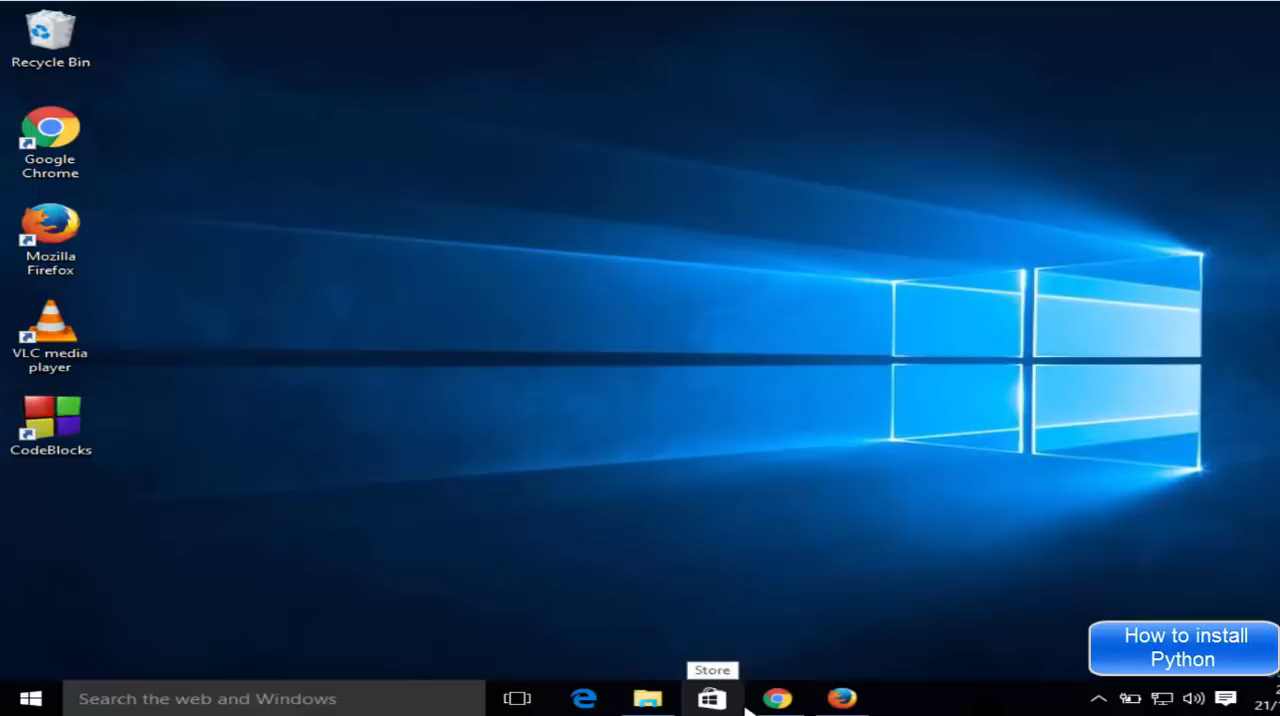 Recycle Bin
Google
Chrome
Mozilla
Firefox
VLC media
player
CodeBlocks
How to install
Python
Store
Search the web and Windows
21/